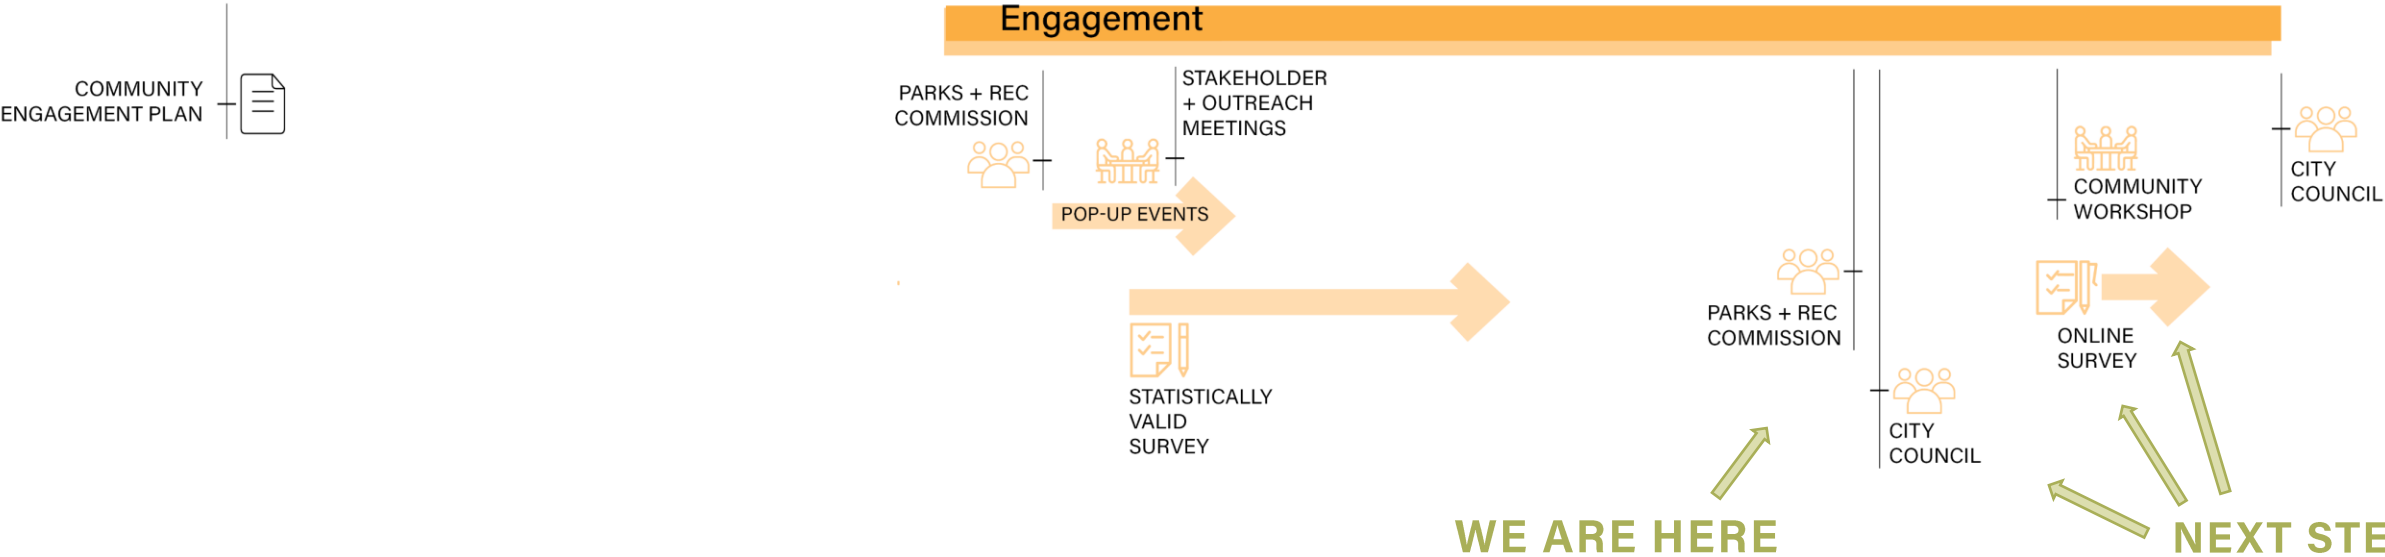 Engagement
COMMUNITY
ENGAGEMENT PLAN
PARKS + REC
COMMISSION
STAKEHOLDER
+ OUTREACH
MEETINGS
POP-UP EVENTS
STATISTICALLY
VALID
SURVEY
PARKS + REC
COMMISSION
CITY
COUNCIL
COMMUNITY
WORKSHOP
ONLINE
SURVEY
CITY
COUNCIL
WE ARE HERE
NEXT STE